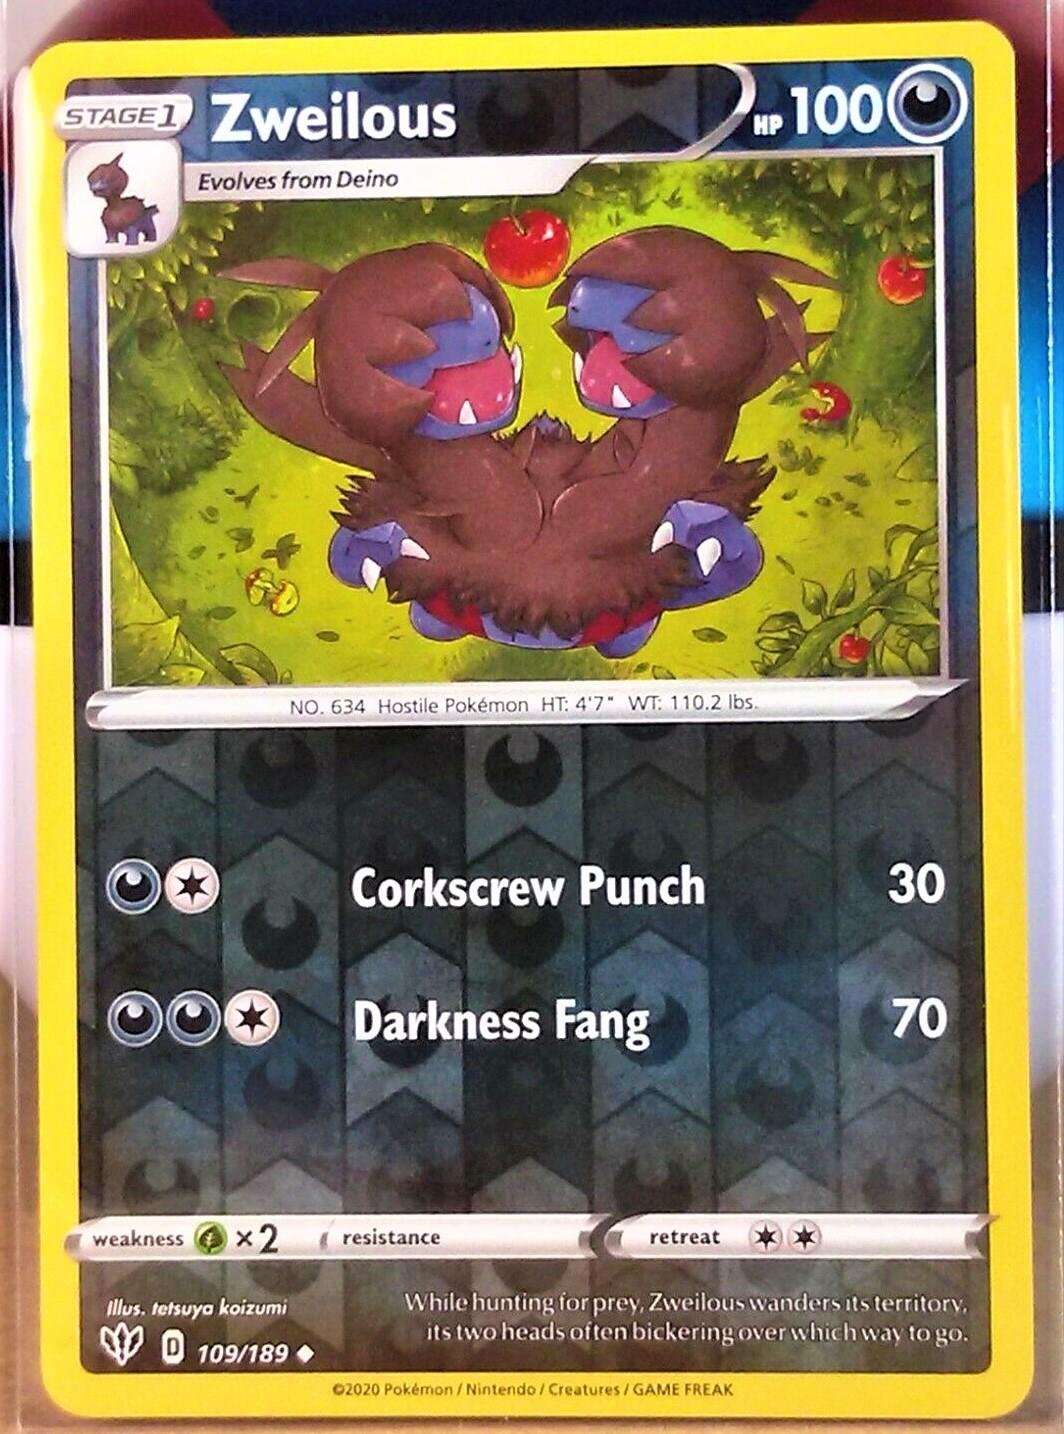 STAGE 1
Zweilous
HP 100
Evolves from Deino
NO. 634 Hostile Pokémon HT: 4'7" WT: 110.2 lbs.
Corkscrew Punch 30
Darkness Fang 70
weakness ×2 resistance retreat
Illus. tetsuya koizumi
While hunting for prey, Zweilous wanders its territory,
its two heads often bickering over which way to go.
D 109/189
©2020 Pokémon / Nintendo / Creatures / GAME FREAK